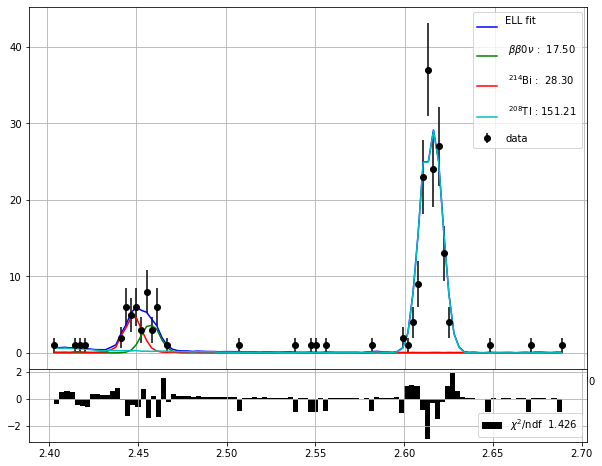 40
30
20
10
0
ELL fit
ββ0ν : 17.50
²¹⁴Bi : 28.30
²⁰⁸Tl : 151.21
data
0
2
0
−2
χ²/ndf 1.426
2.40 2.45 2.50 2.55 2.60 2.65 2.70